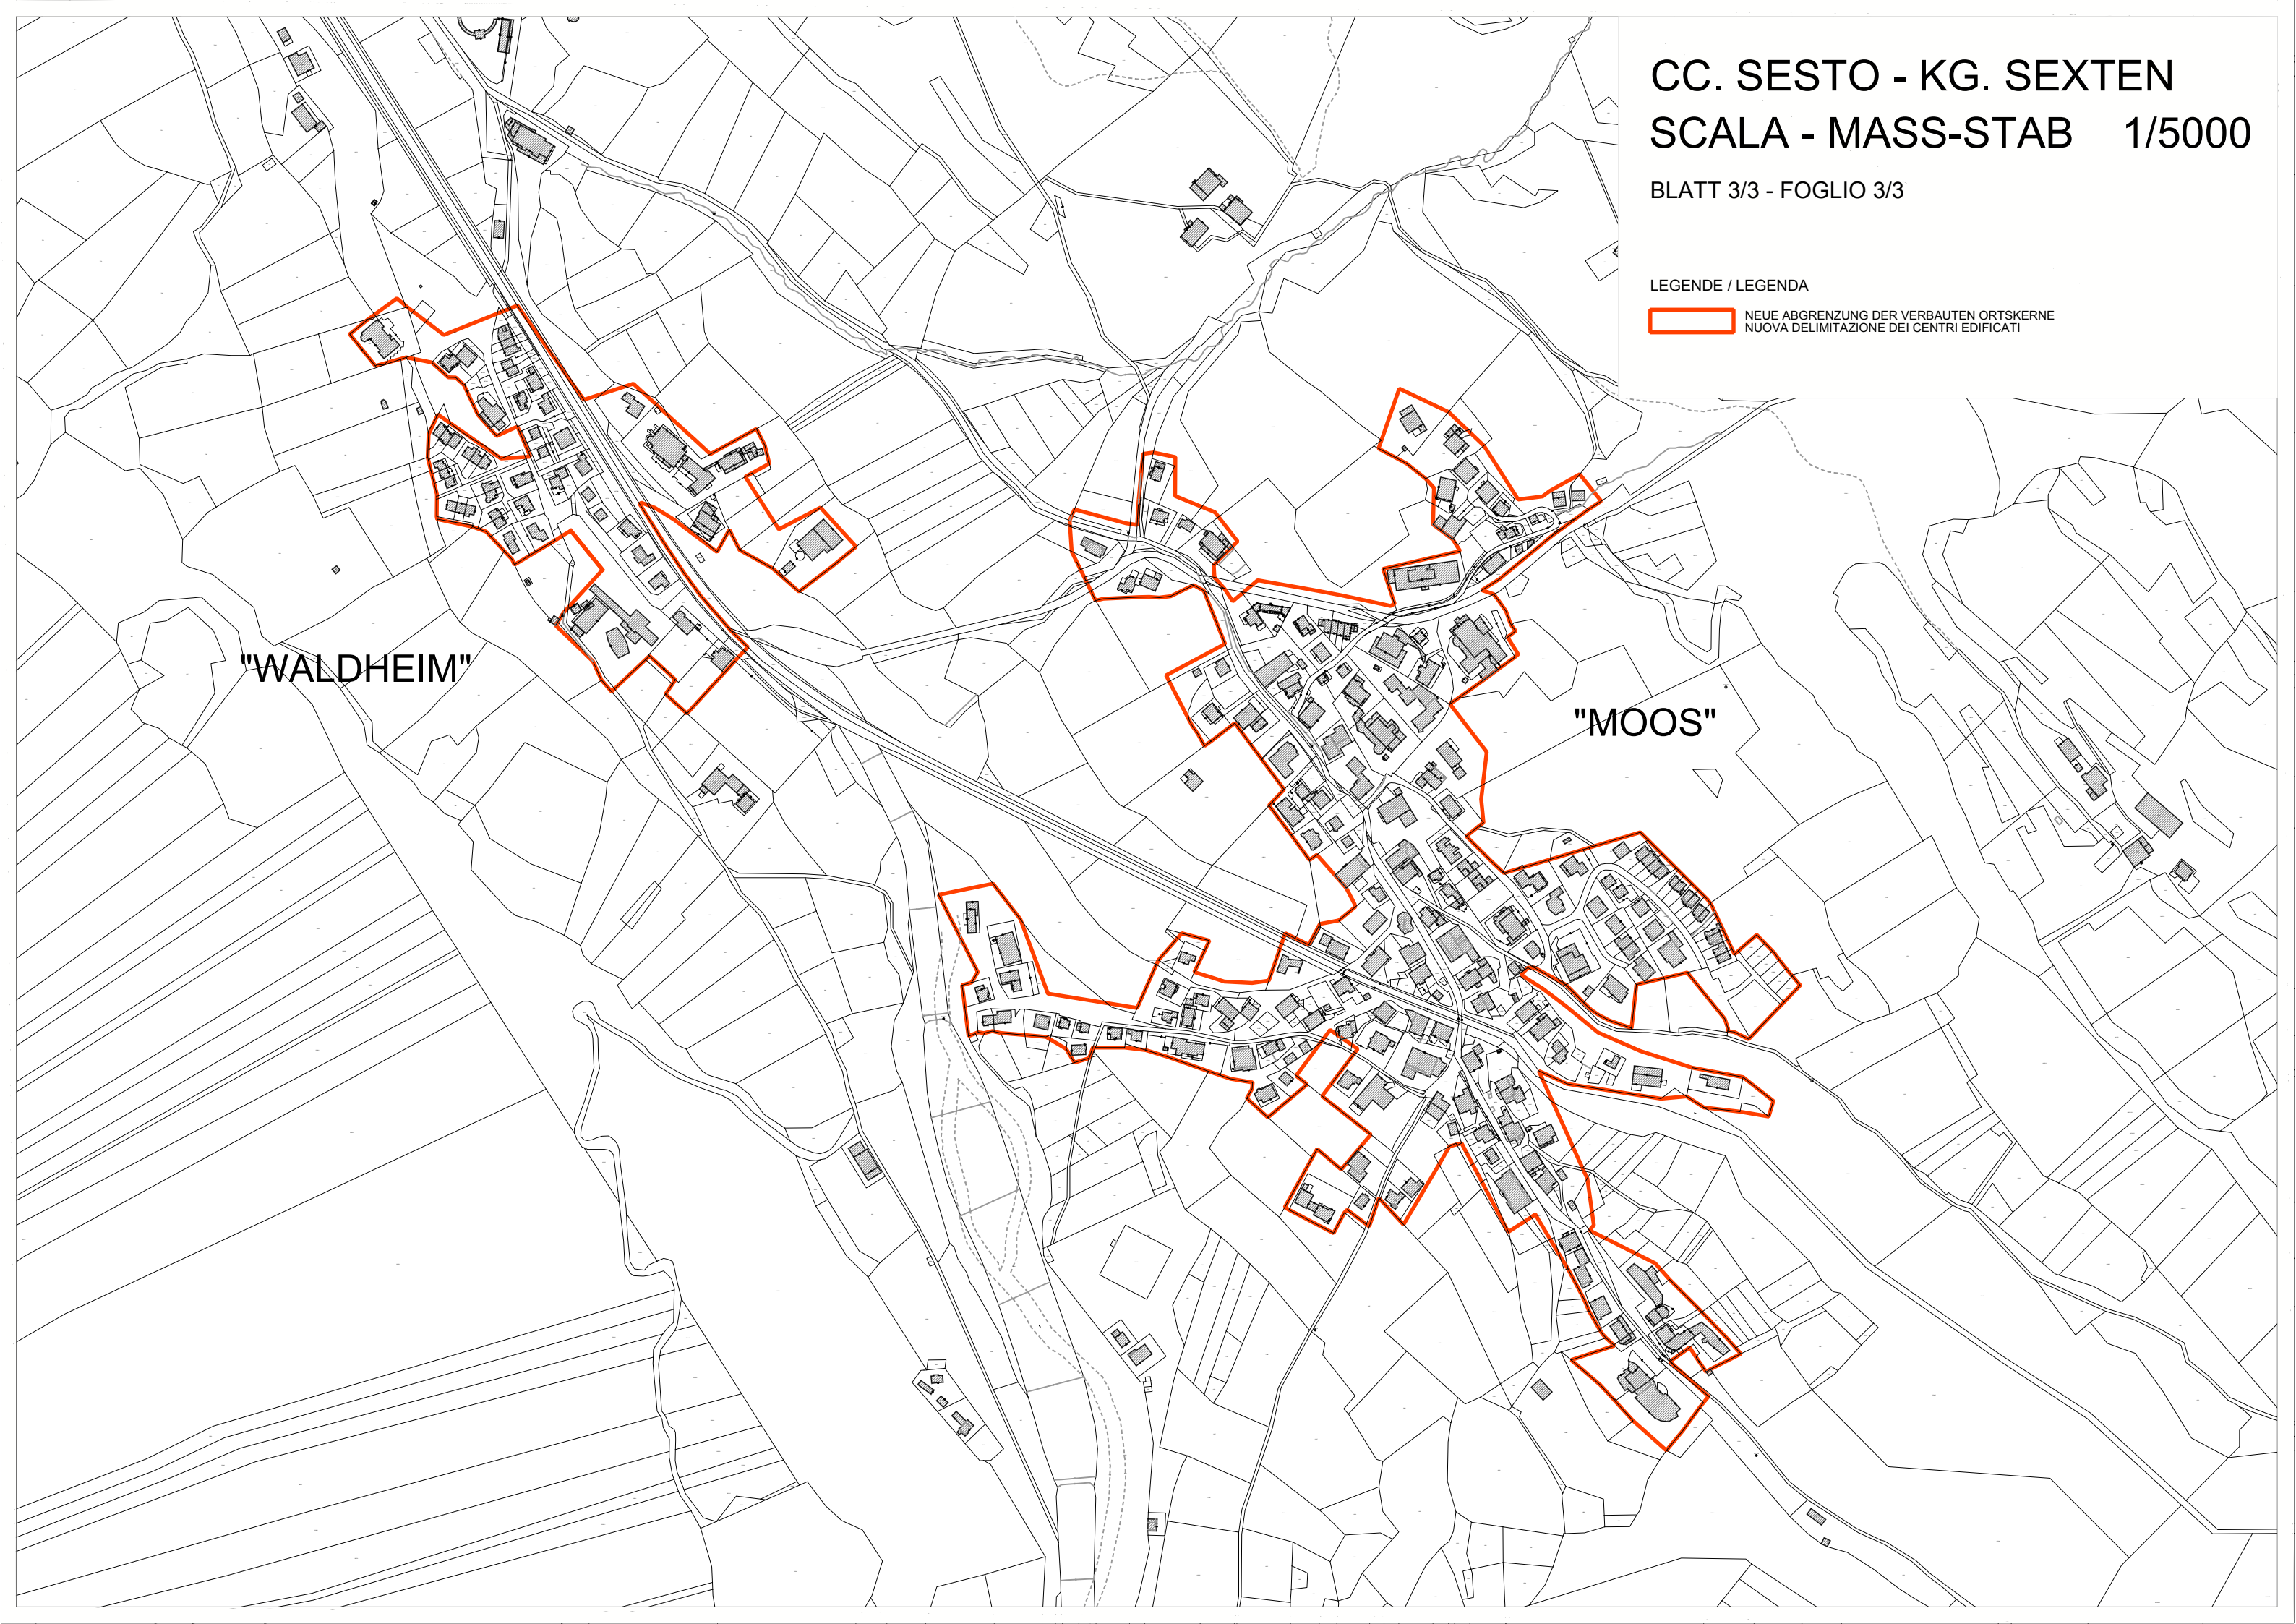 CC. SESTO - KG. SEXTEN
SCALA - MASS-STAB 1/5000
BLATT 3/3 - FOGLIO 3/3
LEGENDE / LEGENDA
NEUE ABGRENZUNG DER VERBAUTEN ORTSKERNE
NUOVA DELIMITAZIONE DEI CENTRI EDIFICATI
"WALDHEIM"
"MOOS"